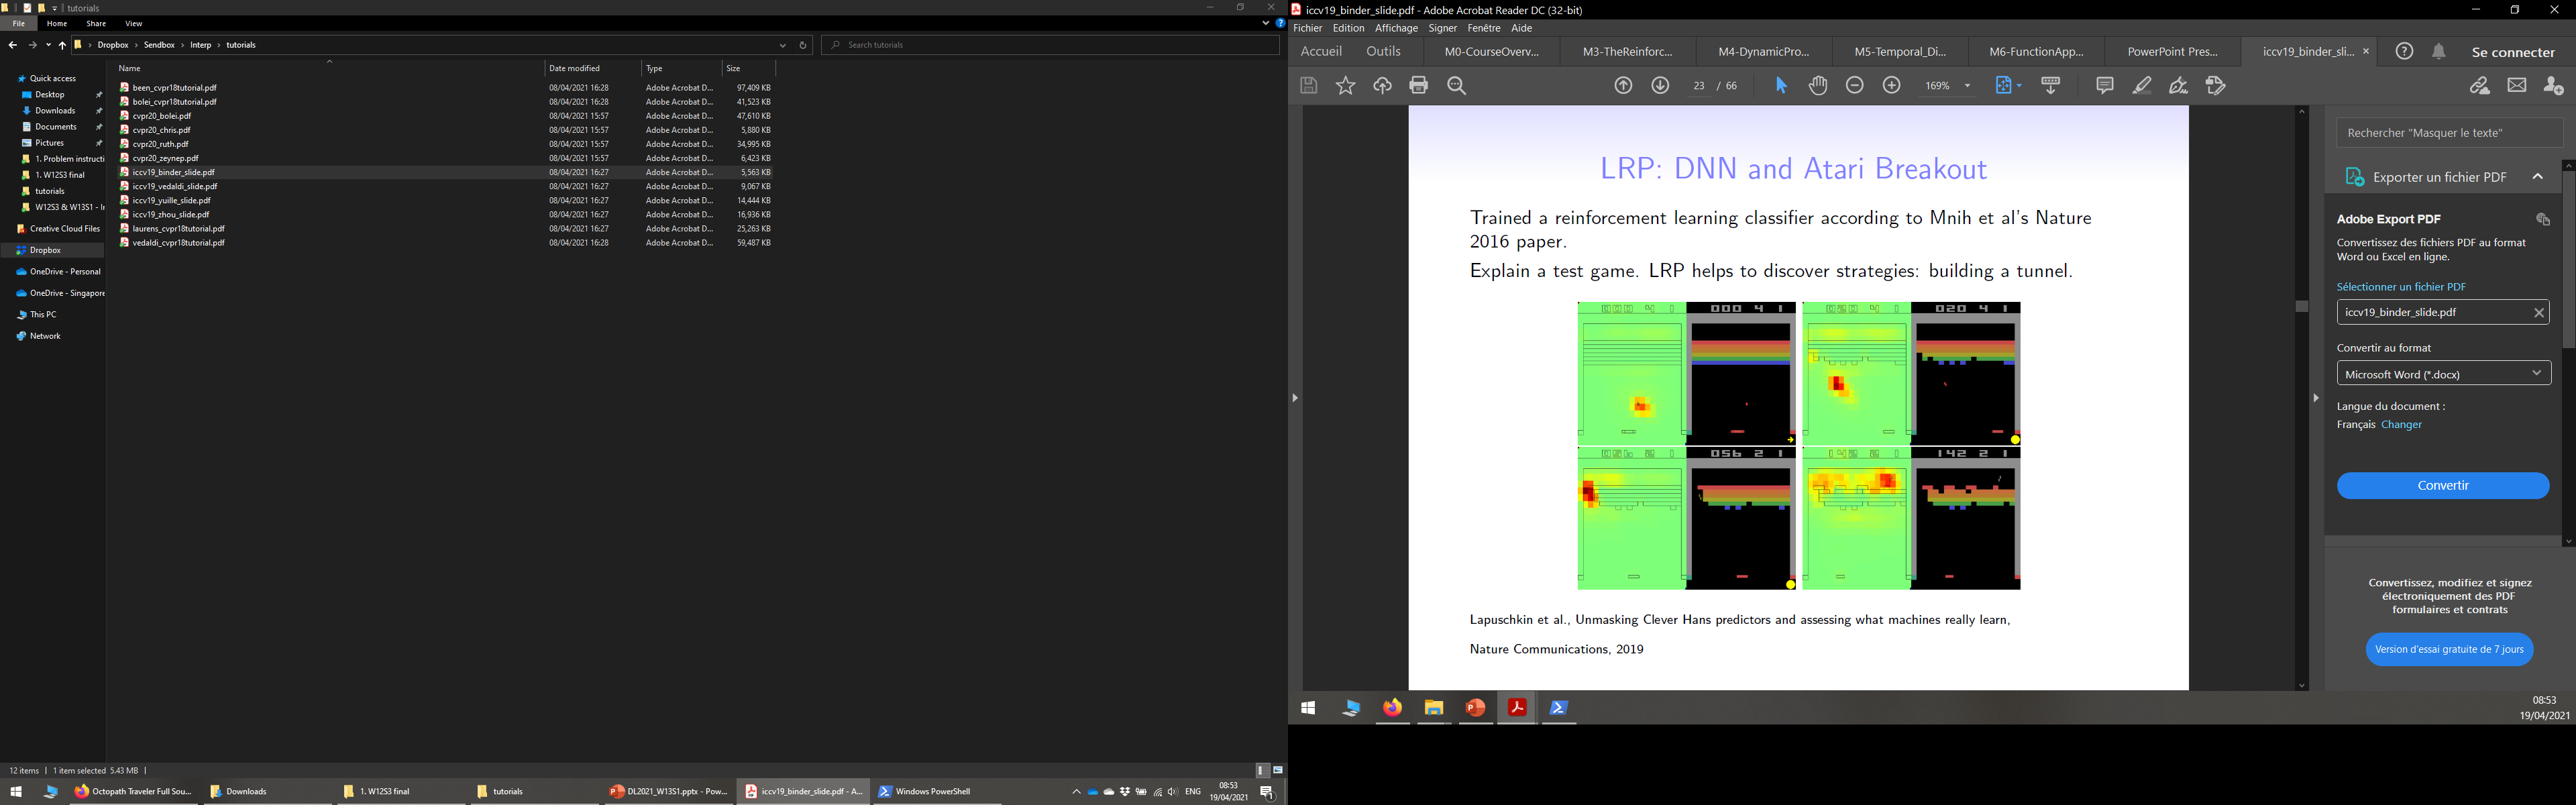 tutorials
File Home Share View
Dropbox > Sendbox > Interp > tutorials
Search tutorials
Name Date modified Type Size
Quick access
Desktop
Downloads
Documents
Pictures
1. Problem instructi
1. W12S3 final
tutorials
W12S3 & W13S1 - I
Creative Cloud Files
Dropbox
OneDrive - Personal
OneDrive - Singapore
This PC
Network
been_cvpr18tutorial.pdf 08/04/2021 16:28 Adobe Acrobat D... 97,409 KB
bolei_cvpr18tutorial.pdf 08/04/2021 16:28 Adobe Acrobat D... 41,523 KB
cvpr20_bolei.pdf 08/04/2021 15:57 Adobe Acrobat D... 47,610 KB
cvpr20_chris.pdf 08/04/2021 15:57 Adobe Acrobat D... 5,880 KB
cvpr20_ruth.pdf 08/04/2021 15:57 Adobe Acrobat D... 34,995 KB
cvpr20_zeynep.pdf 08/04/2021 15:57 Adobe Acrobat D... 6,423 KB
iccv19_binder_slide.pdf 08/04/2021 16:27 Adobe Acrobat D... 5,563 KB
iccv19_vedaldi_slide.pdf 08/04/2021 16:27 Adobe Acrobat D... 9,067 KB
iccv19_yuille_slide.pdf 08/04/2021 16:27 Adobe Acrobat D... 14,444 KB
iccv19_zhou_slide.pdf 08/04/2021 16:27 Adobe Acrobat D... 16,936 KB
laurens_cvpr18tutorial.pdf 08/04/2021 16:27 Adobe Acrobat D... 25,263 KB
vedaldi_cvpr18tutorial.pdf 08/04/2021 16:28 Adobe Acrobat D... 59,487 KB
12 items 1 item selected 5.43 MB
Octopath Traveler Full Sou... Downloads 1. W12S3 final tutorials DL2021_W13S1.pptx - Pow... iccv19_binder_slide.pdf - A... Windows PowerShell
ENG
08:53
19/04/2021
iccv19_binder_slide.pdf - Adobe Acrobat Reader DC (32-bit)
Fichier Edition Affichage Signer Fenêtre Aide
Accueil Outils M0-CourseOverv... M3-TheReinforc... M4-DynamicPro... M5-Temporal_Di... M6-FunctionApp... PowerPoint Pres... iccv19_binder_sli... Se connecter
23 / 66
169%
LRP: DNN and Atari Breakout
Trained a reinforcement learning classifier according to Mnih et al's Nature
2016 paper.
Explain a test game. LRP helps to discover strategies: building a tunnel.
000 4 1
020 4 1
056 2 1
142 2 1
Lapuschkin et al., Unmasking Clever Hans predictors and assessing what machines really learn,
Nature Communications, 2019
Rechercher "Masquer le texte"
Exporter un fichier PDF
Adobe Export PDF
Convertissez des fichiers PDF au format
Word ou Excel en ligne.
Sélectionner un fichier PDF
iccv19_binder_slide.pdf
Convertir au format
Microsoft Word (*.docx)
Langue du document :
Français Changer
Convertir
Convertissez, modifiez et signez
électroniquement des PDF
formulaires et contrats
Version d'essai gratuite de 7 jours
08:53
19/04/2021